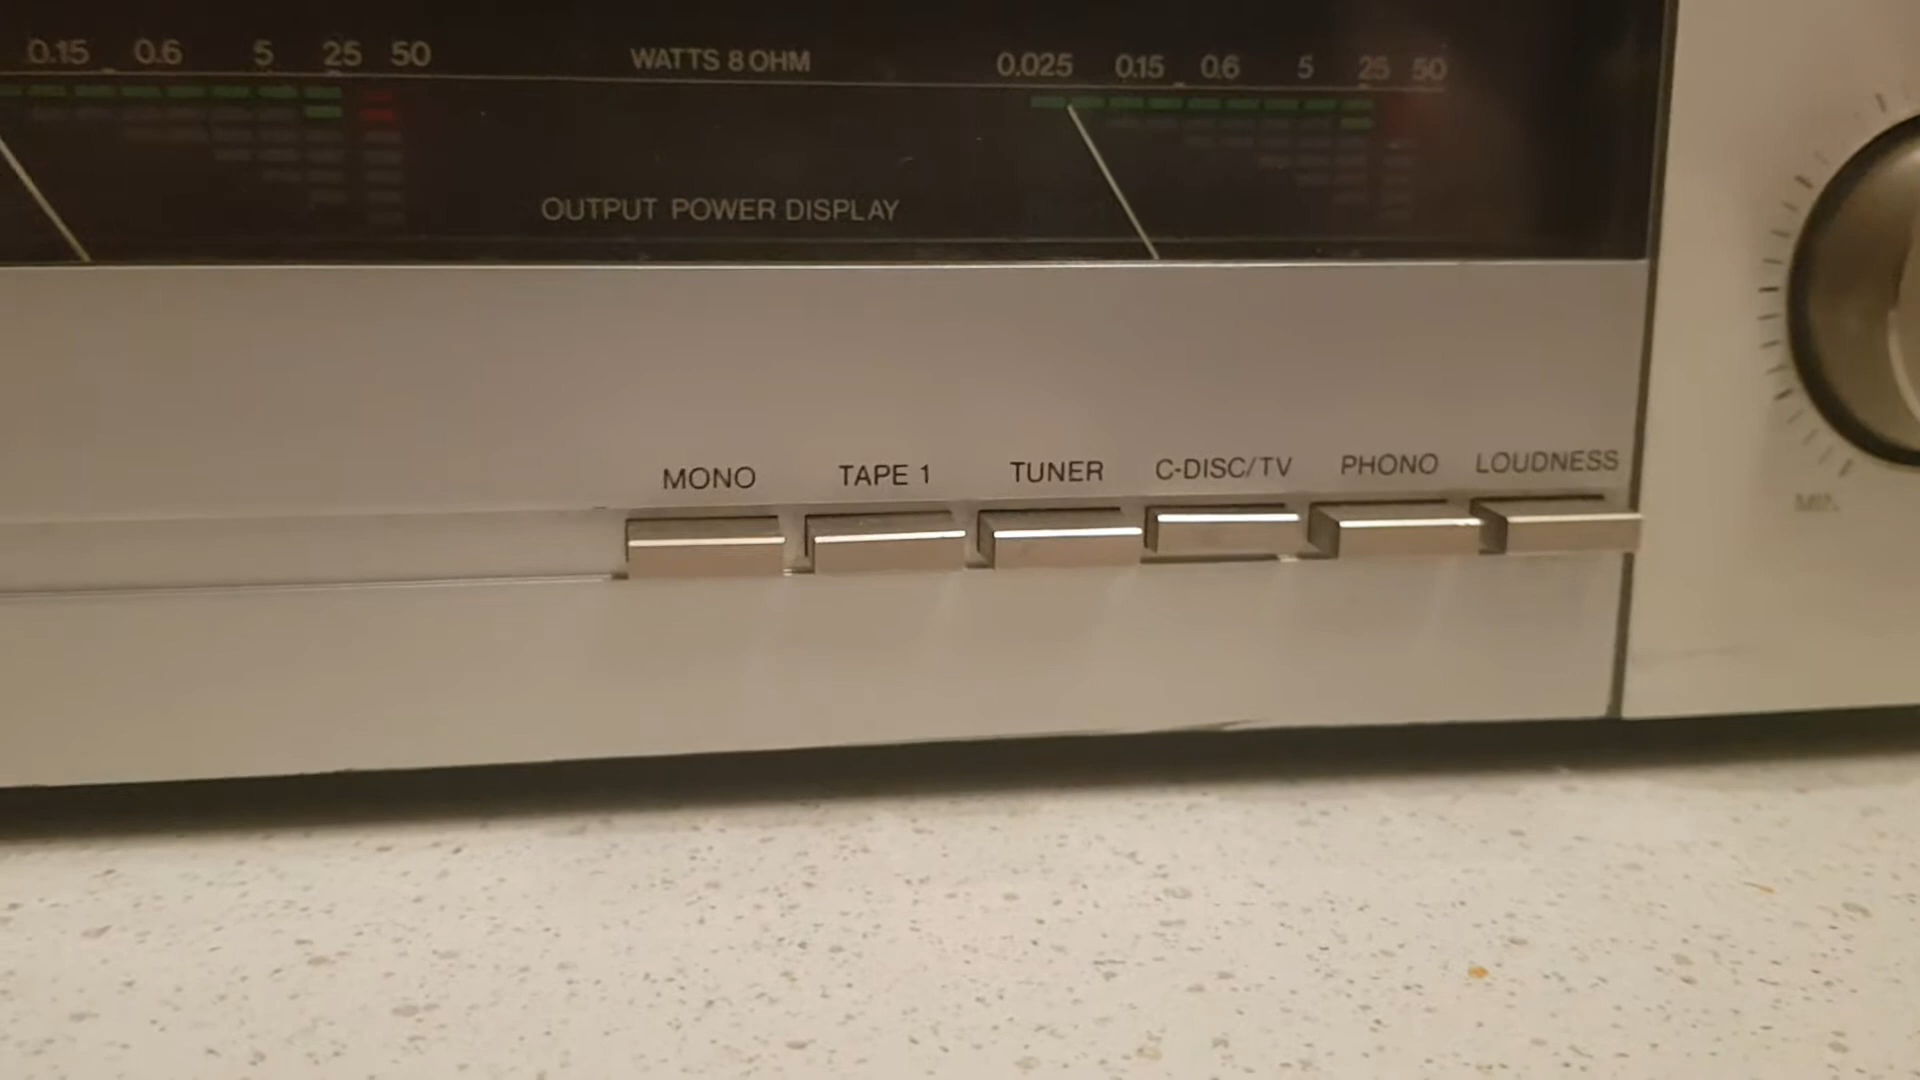 0.15 0.6 5 25 50 WATTS 8 OHM 0.025 0.15 0.6 5 25 50
OUTPUT POWER DISPLAY
MONO TAPE 1 TUNER C-DISC/TV PHONO LOUDNESS
MIN.